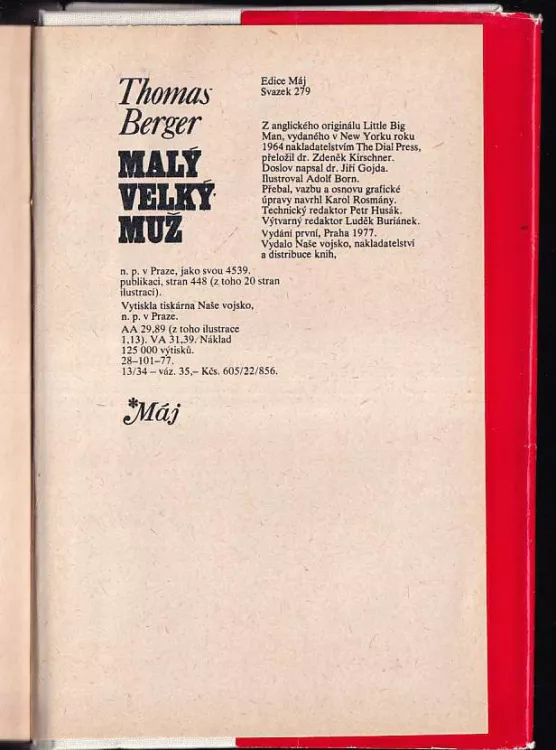 Thomas
Berger
MALÝ
VELKÝ
MUŽ
Edice Máj
Svazek 279
Z anglického originálu Little Big
Man, vydaného v New Yorku roku
1964 nakladatelstvím The Dial Press,
přeložil dr. Zdeněk Kirschner.
Doslov napsal dr. Jiří Gojda.
Ilustroval Adolf Born.
Přebal, vazbu a osnovu grafické
úpravy navrhl Karol Rosmány.
Technický redaktor Petr Husák.
Výtvarný redaktor Luděk Buriánek.
Vydání první, Praha 1977.
Vydalo Naše vojsko, nakladatelství
a distribuce knih,
n. p. v Praze, jako svou 4539.
publikaci, stran 448 (z toho 20 stran
ilustrací).
Vytiskla tiskárna Naše vojsko,
n. p. v Praze.
AA 29,89 (z toho ilustrace
1,13). VA 31,39. Náklad
125 000 výtisků.
28–101–77.
13/34 – váz. 35,– Kčs. 605/22/856.
*Máj